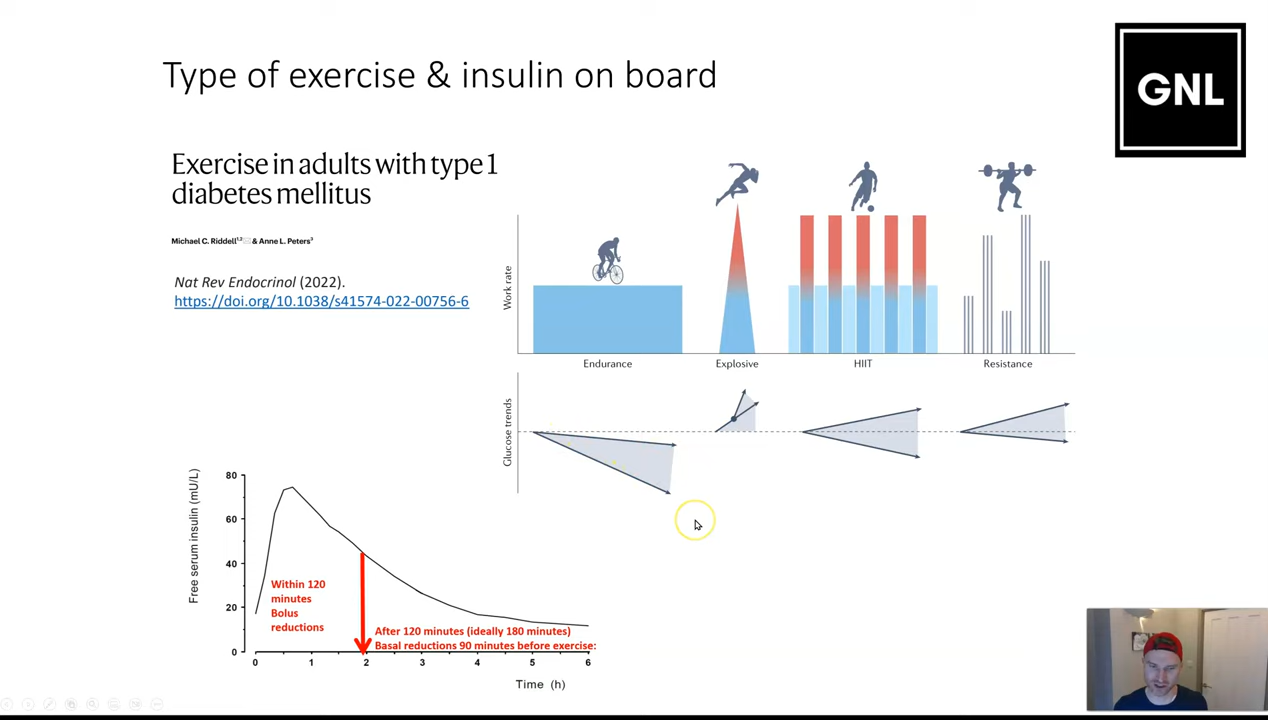 Type of exercise & insulin on board
GNL
Exercise in adults with type 1
diabetes mellitus
Michael C. Riddell1,2✉ & Anne L. Peters3
Nat Rev Endocrinol (2022).
https://doi.org/10.1038/s41574-022-00756-6
Work rate
Endurance
Explosive
HIIT
Resistance
Glucose trends
Free serum insulin (mU/L)
80
60
40
20
0
Within 120
minutes
Bolus
reductions
After 120 minutes (ideally 180 minutes)
Basal reductions 90 minutes before exercise:
0 1 2 3 4 5 6
Time (h)